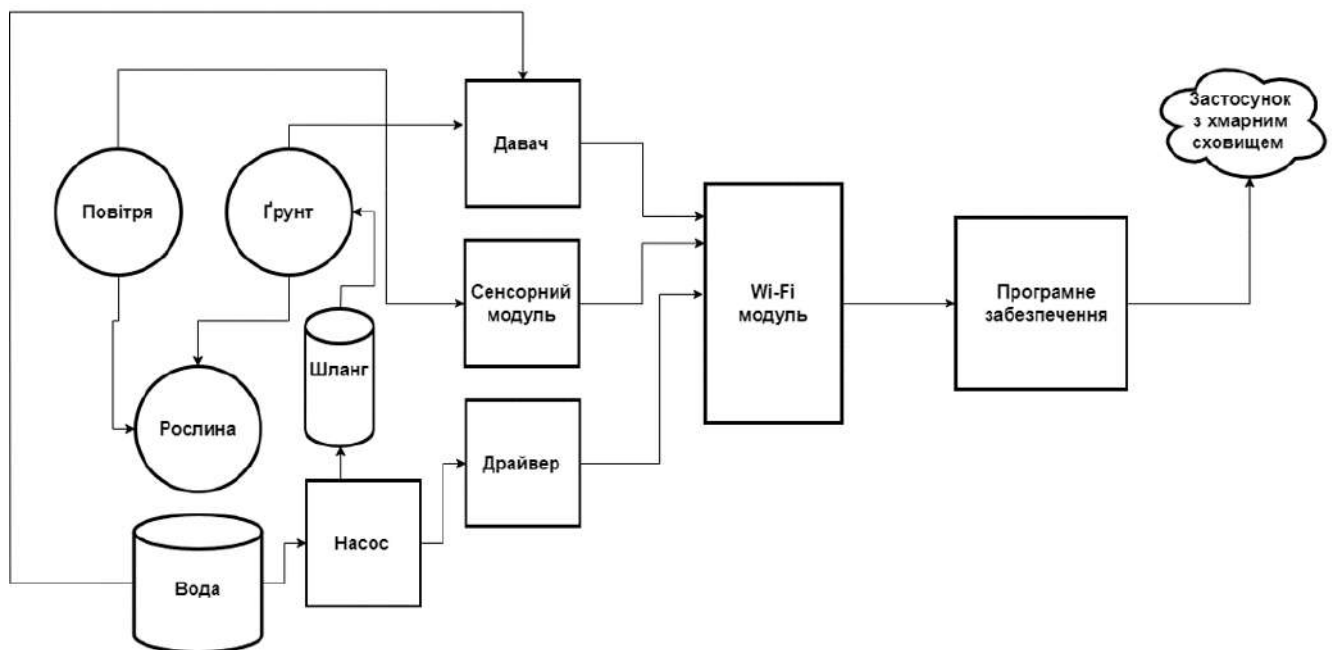 Застосунок
з хмарним
сховищем
Давач
Повітря
Ґрунт
Сенсорний
модуль
Wi-Fi
модуль
Програмне
забезпечення
Шланг
Рослина
Драйвер
Насос
Вода